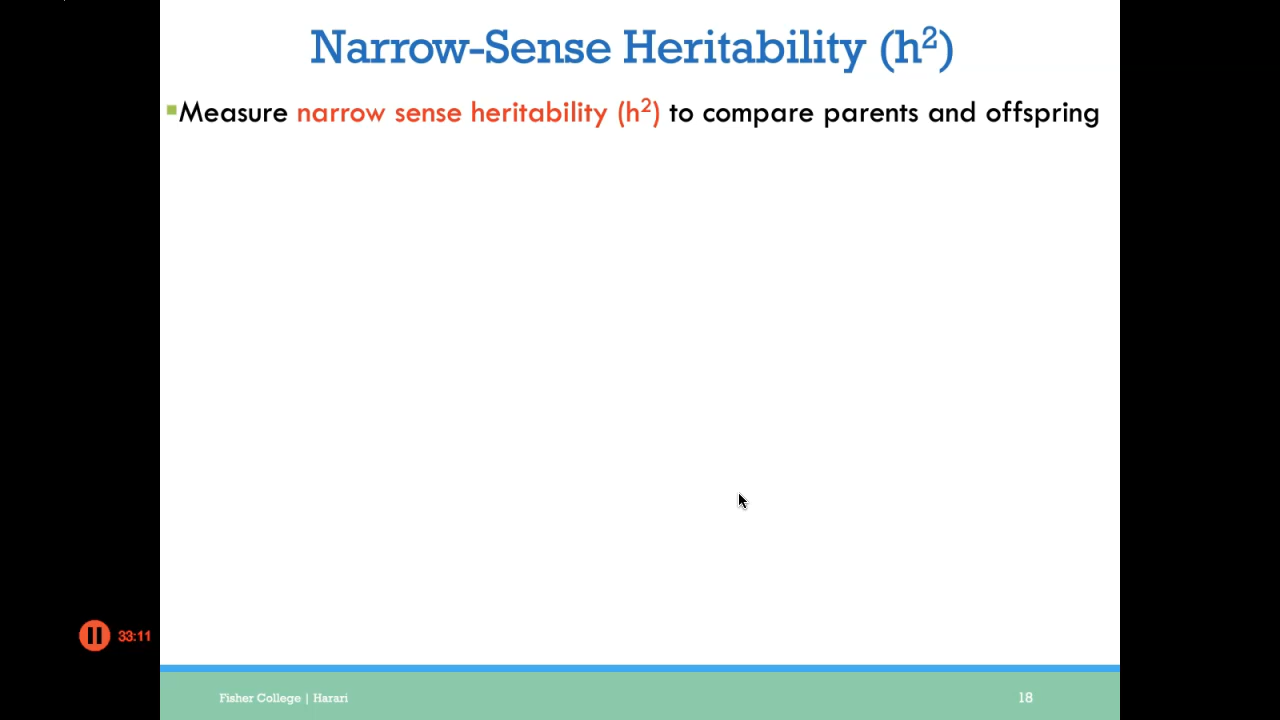 Narrow-Sense Heritability (h²)
Measure narrow sense heritability (h²) to compare parents and offspring
33:11
Fisher College | Harari
18